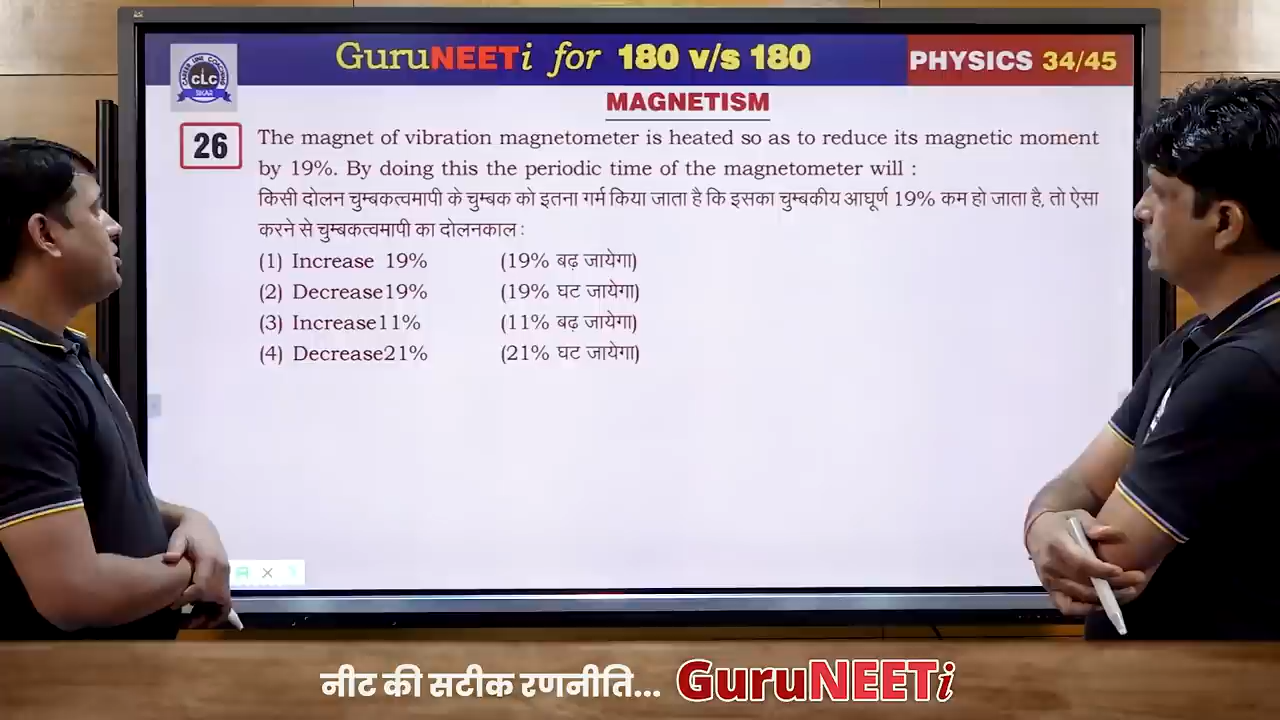 GuruNEETi for 180 v/s 180
PHYSICS 34/45
CLC
SIKAR
MAGNETISM
26
The magnet of vibration magnetometer is heated so as to reduce its magnetic moment
by 19%. By doing this the periodic time of the magnetometer will :
किसी दोलन चुम्बकत्वमापी के चुम्बक को इतना गर्म किया जाता है कि इसका चुम्बकीय आघूर्ण 19% कम हो जाता है, तो ऐसा
करने से चुम्बकत्वमापी का दोलनकाल :
(1) Increase 19% (19% बढ़ जायेगा)
(2) Decrease19% (19% घट जायेगा)
(3) Increase11% (11% बढ़ जायेगा)
(4) Decrease21% (21% घट जायेगा)
नीट की सटीक रणनीति... GuruNEETi